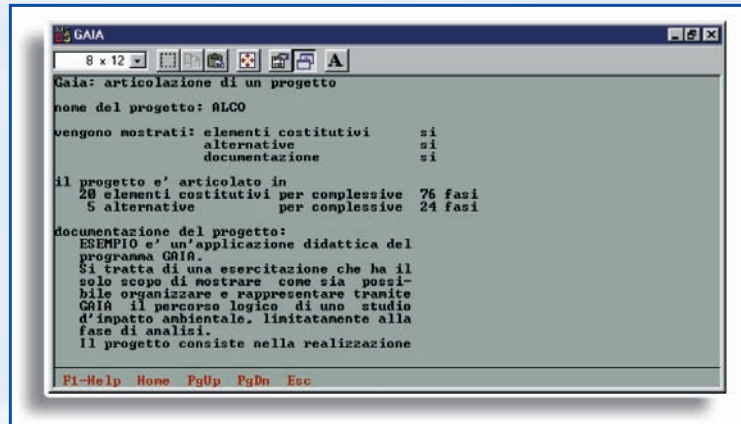 GAIA
8 x 12
A
Gaia: articolazione di un progetto
nome del progetto: ALCO
vengono mostrati: elementi costitutivi si
alternative si
documentazione si
il progetto e' articolato in
20 elementi costitutivi per complessive 76 fasi
5 alternative per complessive 24 fasi
documentazione del progetto:
ESEMPIO e' un'applicazione didattica del
programma GAIA.
Si tratta di una esercitazione che ha il
solo scopo di mostrare come sia possi-
bile organizzare e rappresentare tramite
GAIA il percorso logico di uno studio
d'impatto ambientale, limitatamente alla
fase di analisi.
Il progetto consiste nella realizzazione
F1-Help Home PgUp PgDn Esc